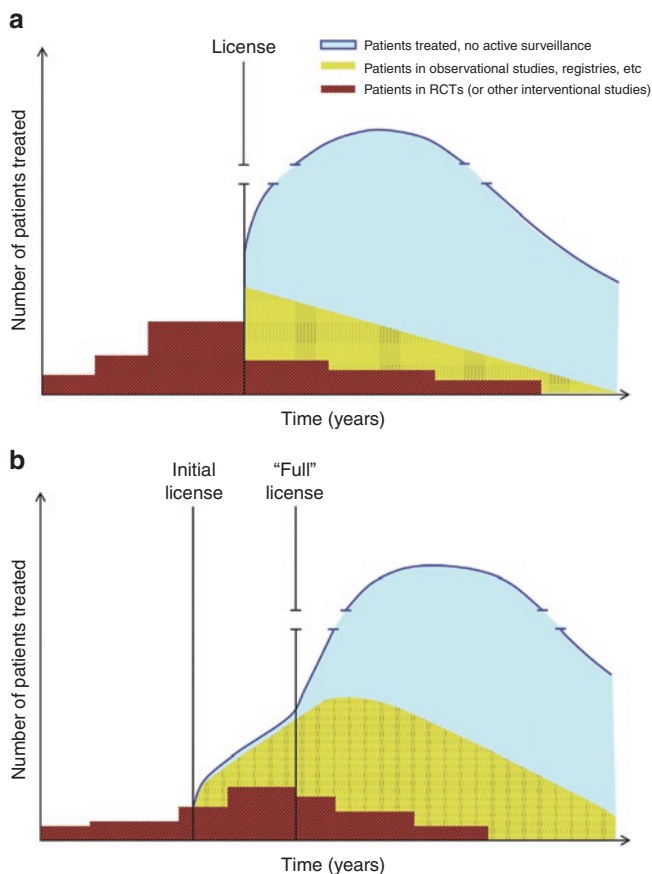 a
License
Patients treated, no active surveillance
Patients in observational studies, registries, etc
Patients in RCTs (or other interventional studies)
Number of patients treated
Time (years)
b
Initial
license
“Full”
license
Number of patients treated
Time (years)